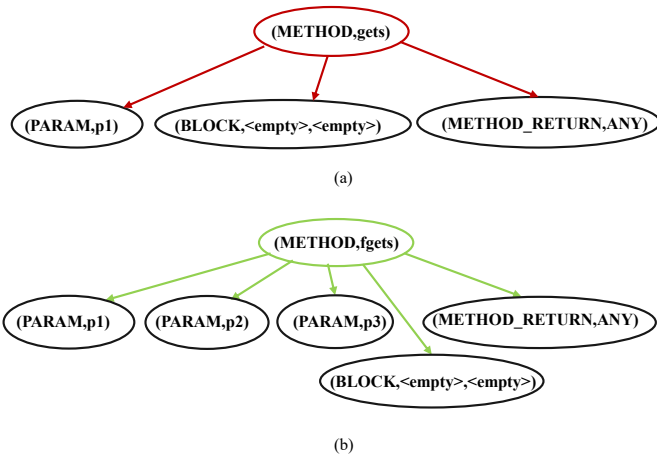 (METHOD,gets)
(PARAM,p1)
(BLOCK,<empty>,<empty>)
(METHOD_RETURN,ANY)
(a)
(METHOD,fgets)
(PARAM,p1)
(PARAM,p2)
(PARAM,p3)
(METHOD_RETURN,ANY)
(BLOCK,<empty>,<empty>)
(b)